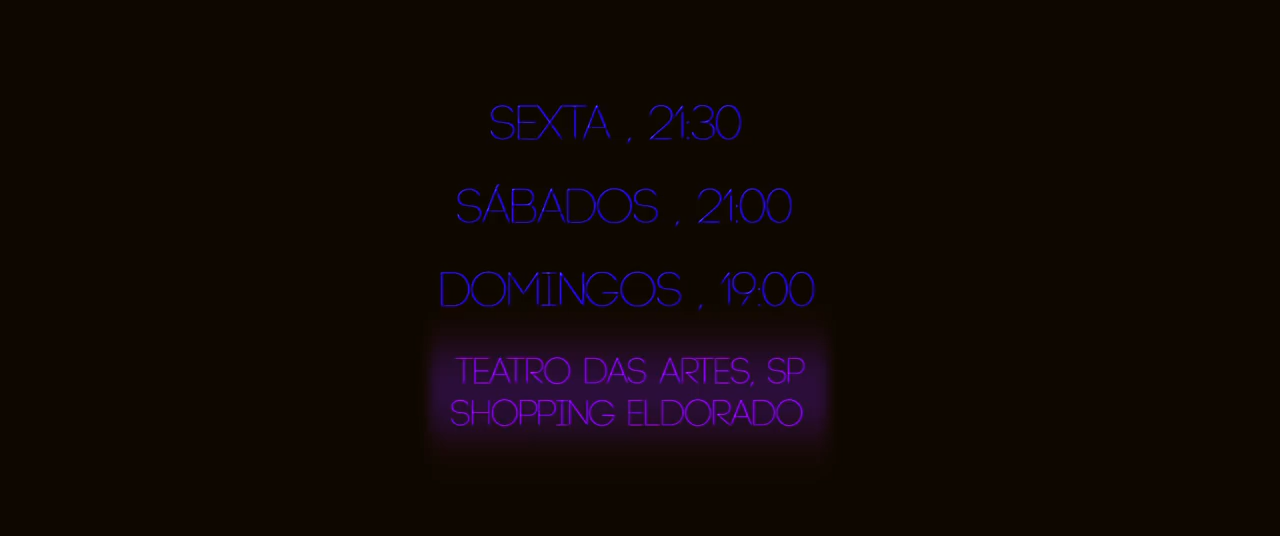 SEXTA , 21:30
SÁBADOS , 21:00
DOMINGOS , 19:00
TEATRO DAS ARTES, SP
SHOPPING ELDORADO